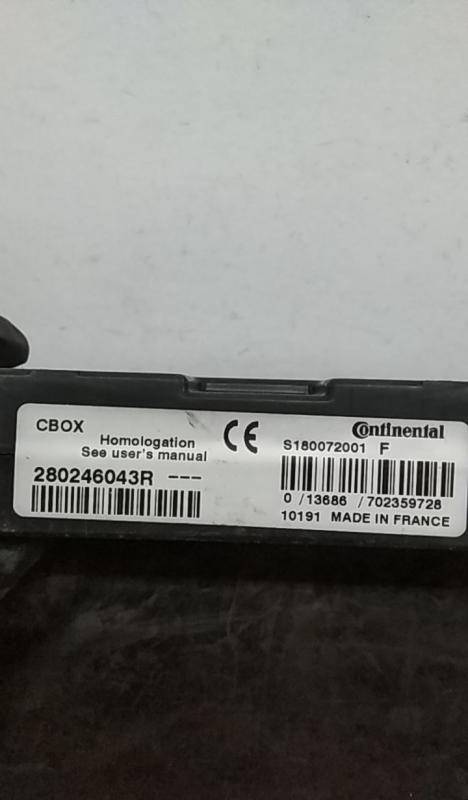 CBOX
Homologation
See user's manual
280246043R ---
CE
Continental
S180072001 F
0 /13686 /702359728
10191 MADE IN FRANCE